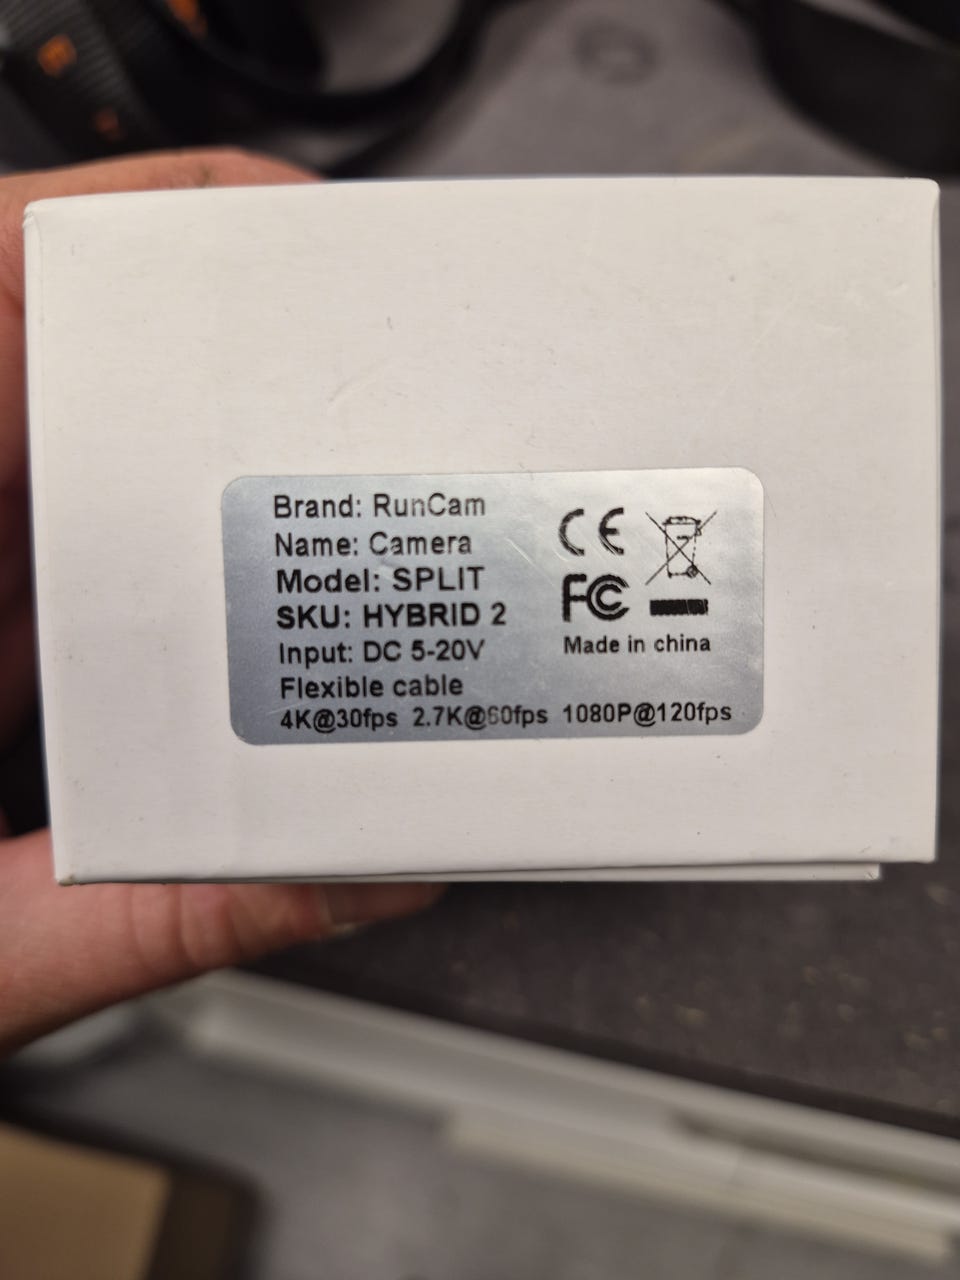 Brand: RunCam
Name: Camera
Model: SPLIT
SKU: HYBRID 2
Input: DC 5-20V
Flexible cable
4K@30fps 2.7K@60fps 1080P@120fps
CE
FC
Made in china